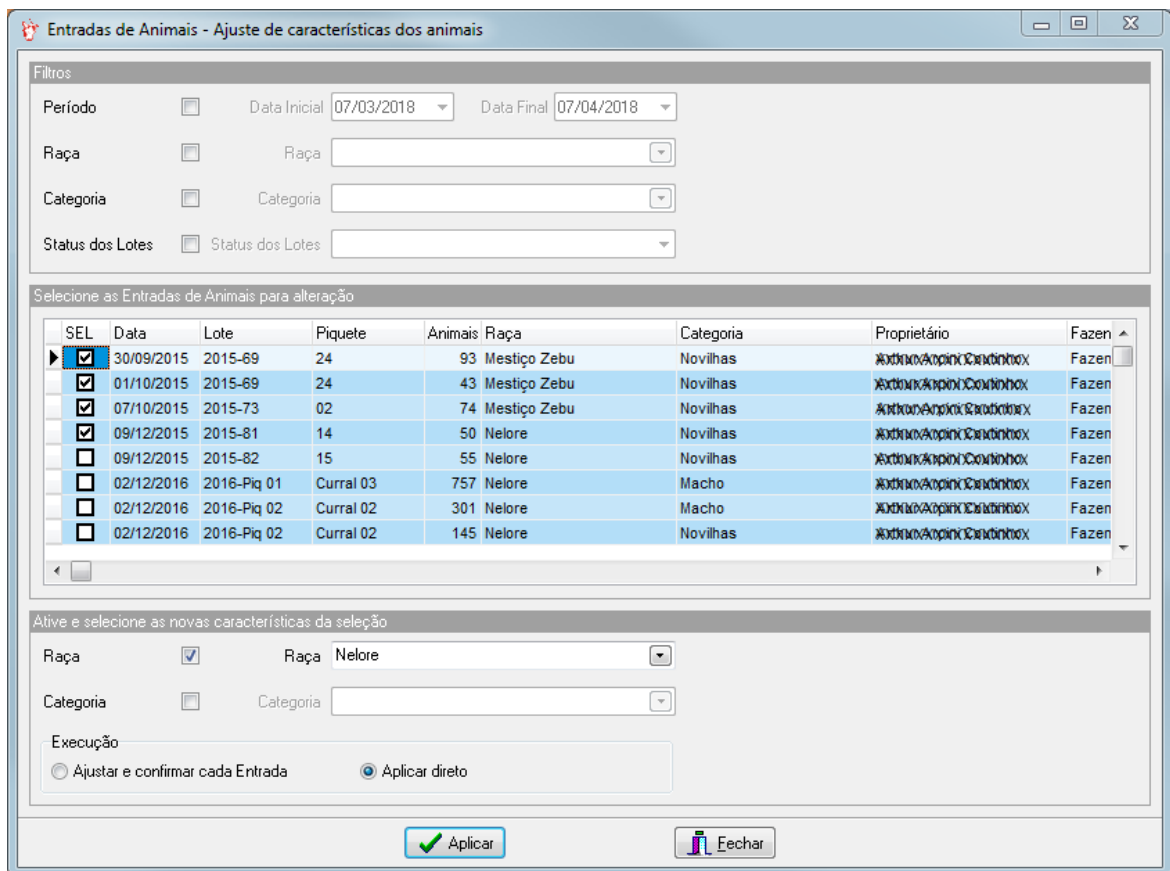 Entradas de Animais - Ajuste de características dos animais
Filtros
Período Data Inicial 07/03/2018 Data Final 07/04/2018
Raça Raça
Categoria Categoria
Status dos Lotes Status dos Lotes
Selecione as Entradas de Animais para alteração
SEL Data Lote Piquete Animais Raça Categoria Proprietário Fazen
30/09/2015 2015-69 24 93 Mestiço Zebu Novilhas Fazen
01/10/2015 2015-69 24 43 Mestiço Zebu Novilhas Fazen
07/10/2015 2015-73 02 74 Mestiço Zebu Novilhas Fazen
09/12/2015 2015-81 14 50 Nelore Novilhas Fazen
09/12/2015 2015-82 15 55 Nelore Novilhas Fazen
02/12/2016 2016-Piq 01 Curral 03 757 Nelore Macho Fazen
02/12/2016 2016-Piq 02 Curral 02 301 Nelore Macho Fazen
02/12/2016 2016-Piq 02 Curral 02 145 Nelore Novilhas Fazen
Ative e selecione as novas características da seleção
Raça Raça Nelore
Categoria Categoria
Execução
Ajustar e confirmar cada Entrada Aplicar direto
Aplicar Fechar